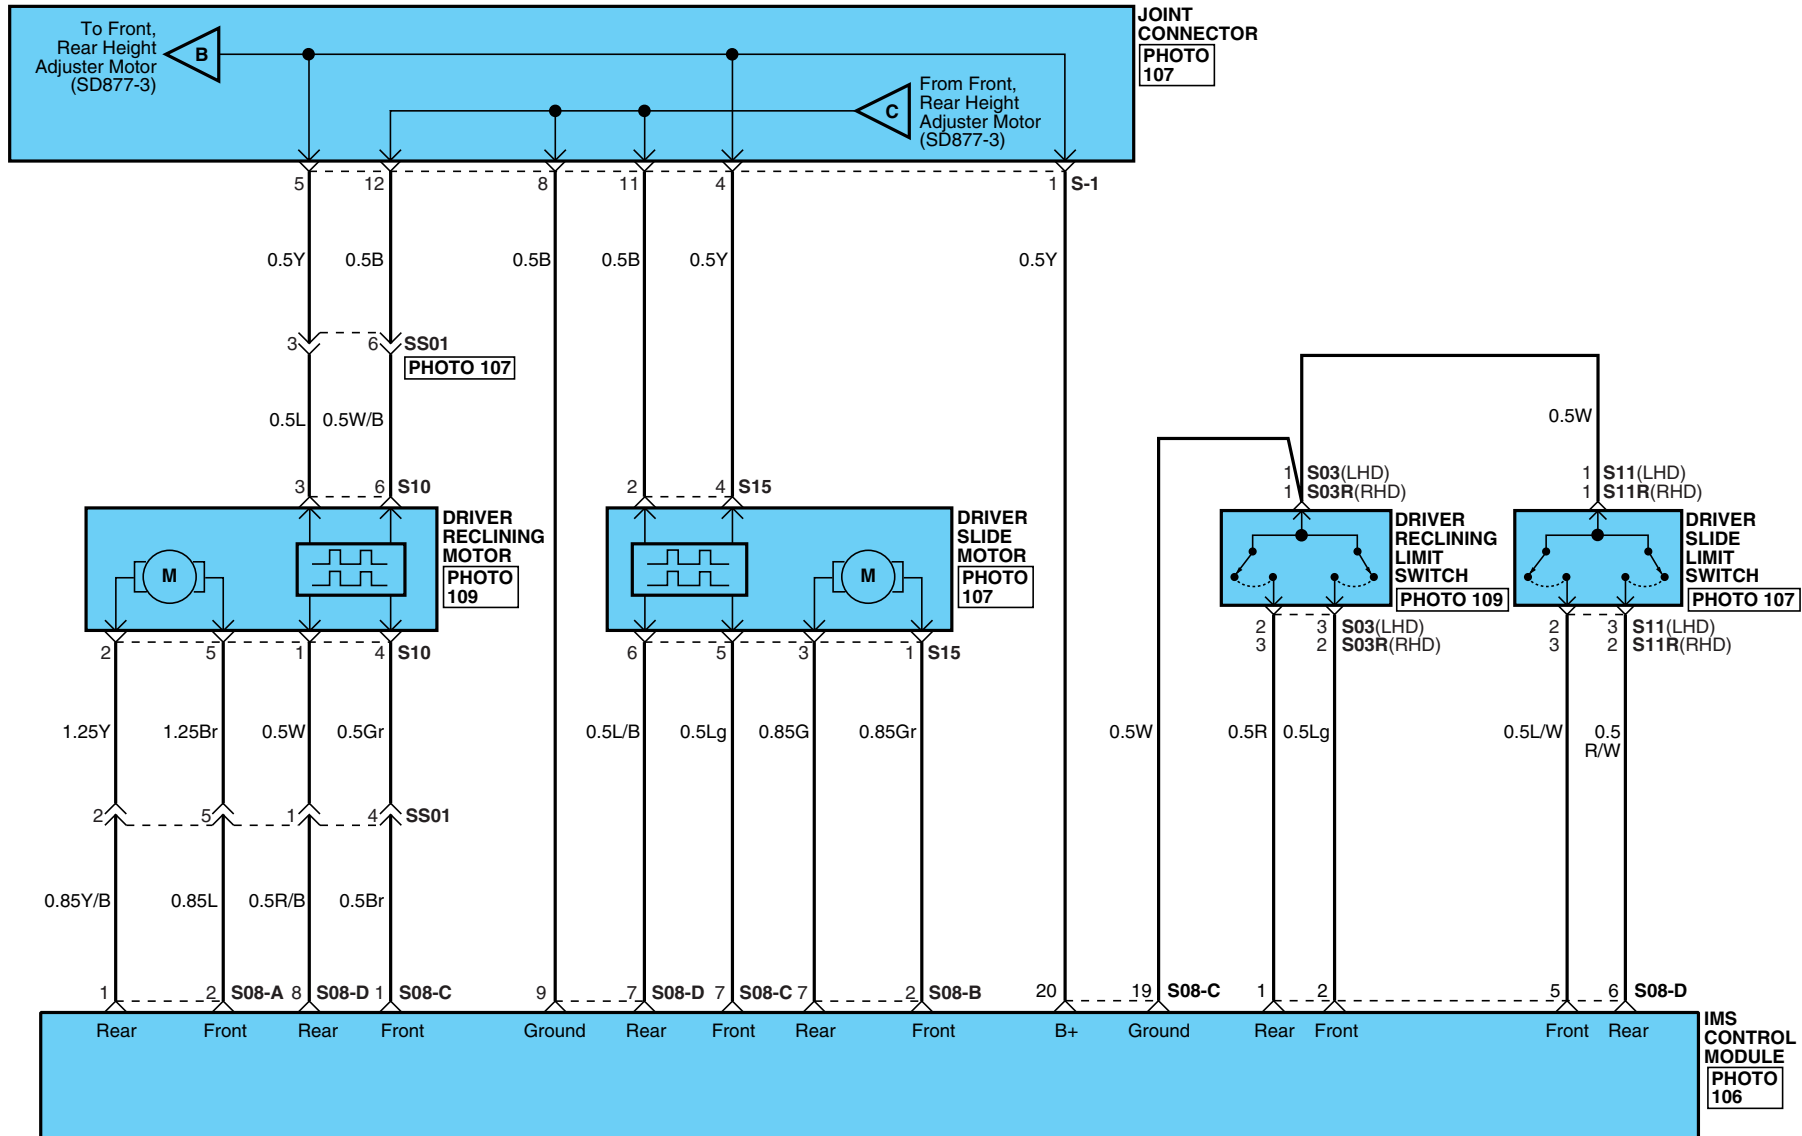 To Front,
Rear Height
Adjuster Motor
(SD877-3)
B
From Front,
Rear Height
Adjuster Motor
(SD877-3)
C
JOINT
CONNECTOR
PHOTO
107
5 12 8 11 4 1 S-1
0.5Y 0.5B 0.5B 0.5B 0.5Y 0.5Y
3 6 SS01
PHOTO 107
0.5L 0.5W/B
0.5W
3 6 S10
2 4 S15
1 S03(LHD)
1 S03R(RHD)
1 S11(LHD)
1 S11R(RHD)
M
DRIVER
RECLINING
MOTOR
PHOTO
109
M
DRIVER
SLIDE
MOTOR
PHOTO
107
DRIVER
RECLINING
LIMIT
SWITCH
PHOTO 109
DRIVER
SLIDE
LIMIT
SWITCH
PHOTO 107
2 5 1 4 S10
6 5 3 1 S15
2 3 S03(LHD)
3 2 S03R(RHD)
2 3 S11(LHD)
3 2 S11R(RHD)
1.25Y 1.25Br 0.5W 0.5Gr 0.5L/B 0.5Lg 0.85G 0.85Gr 0.5W 0.5R 0.5Lg 0.5L/W 0.5
R/W
2 5 1 4 SS01
0.85Y/B 0.85L 0.5R/B 0.5Br
1 2 S08-A 8 S08-D 1 S08-C 9 7 S08-D 7 S08-C 7 2 S08-B 20 19 S08-C 1 2 5 6 S08-D
Rear Front Rear Front Ground Rear Front Rear Front B+ Ground Rear Front Front Rear
IMS
CONTROL
MODULE
PHOTO
106